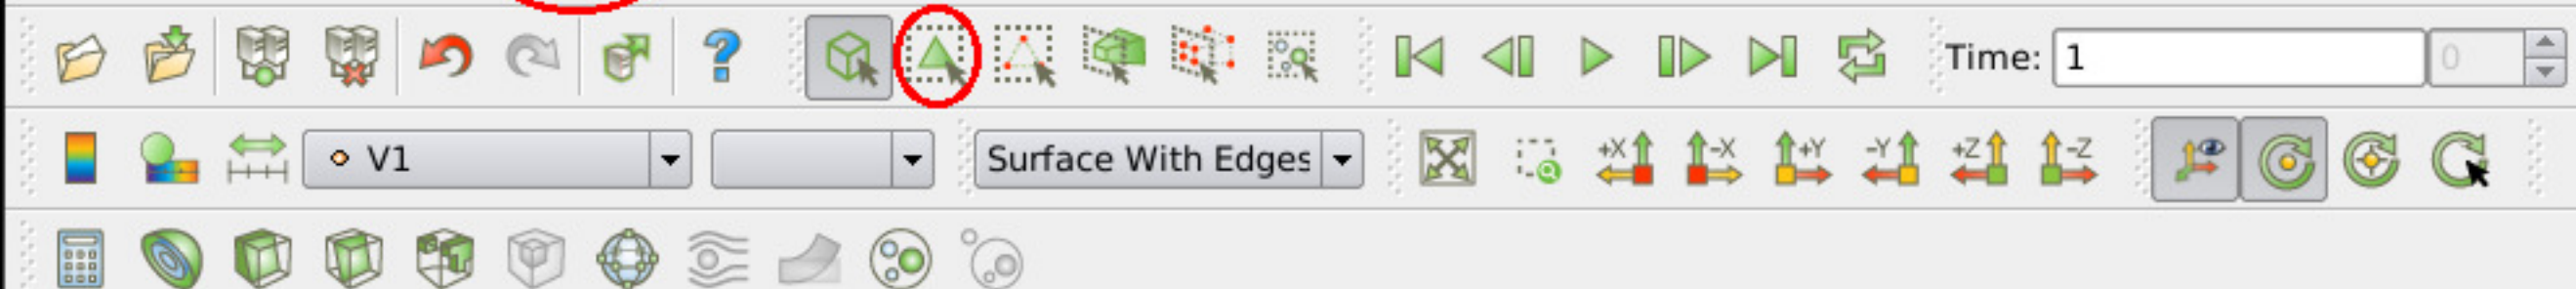 Time: 1 0
V1 Surface With Edges +X -X +Y -Y +Z -Z